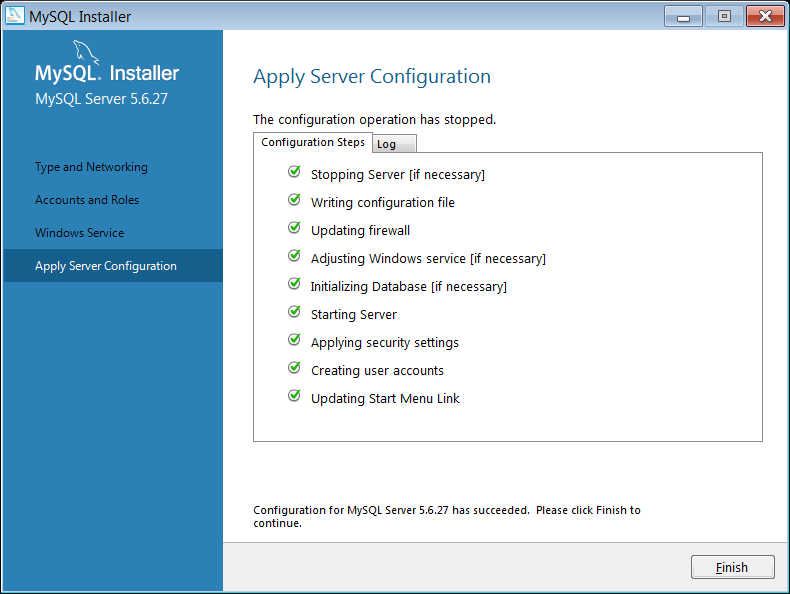 MySQL Installer
MySQL® Installer
MySQL Server 5.6.27
Type and Networking
Accounts and Roles
Windows Service
Apply Server Configuration
Apply Server Configuration
The configuration operation has stopped.
Configuration Steps
Log
Stopping Server [if necessary]
Writing configuration file
Updating firewall
Adjusting Windows service [if necessary]
Initializing Database [if necessary]
Starting Server
Applying security settings
Creating user accounts
Updating Start Menu Link
Configuration for MySQL Server 5.6.27 has succeeded.  Please click Finish to
continue.
Finish